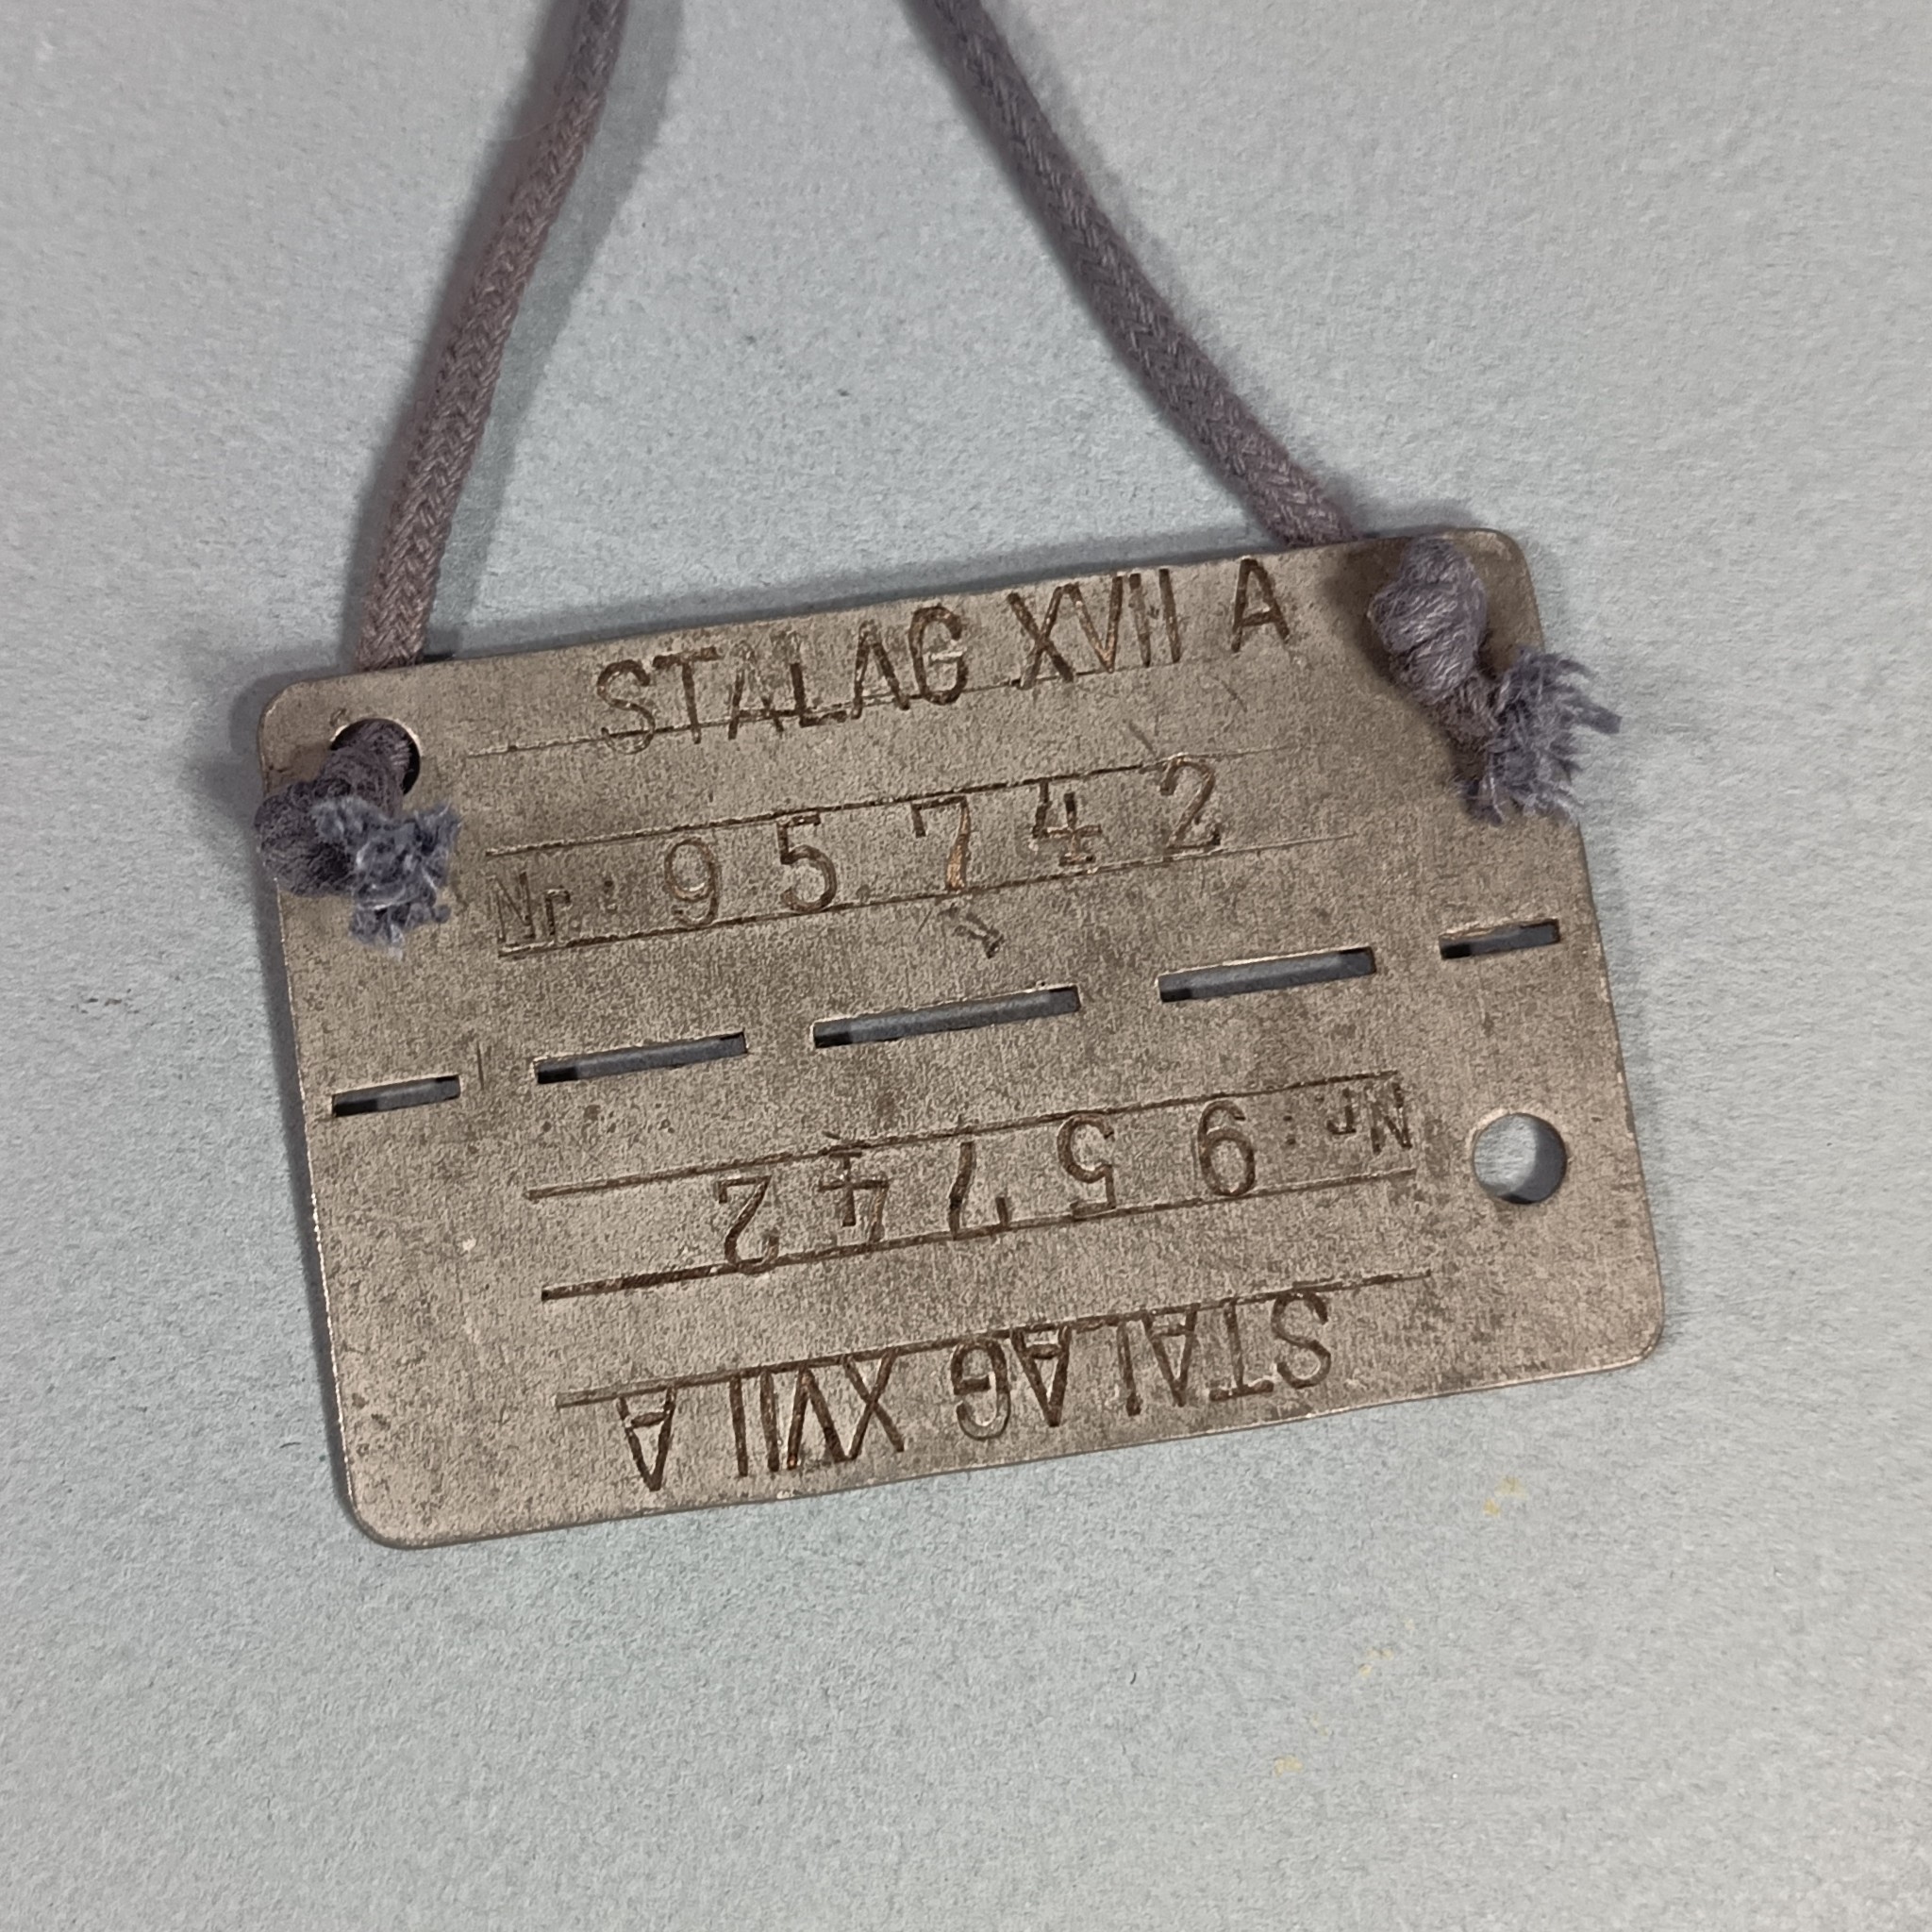 STALAG XVII A
Nr.: 95742
Nr.: 95742
STALAG XVII A